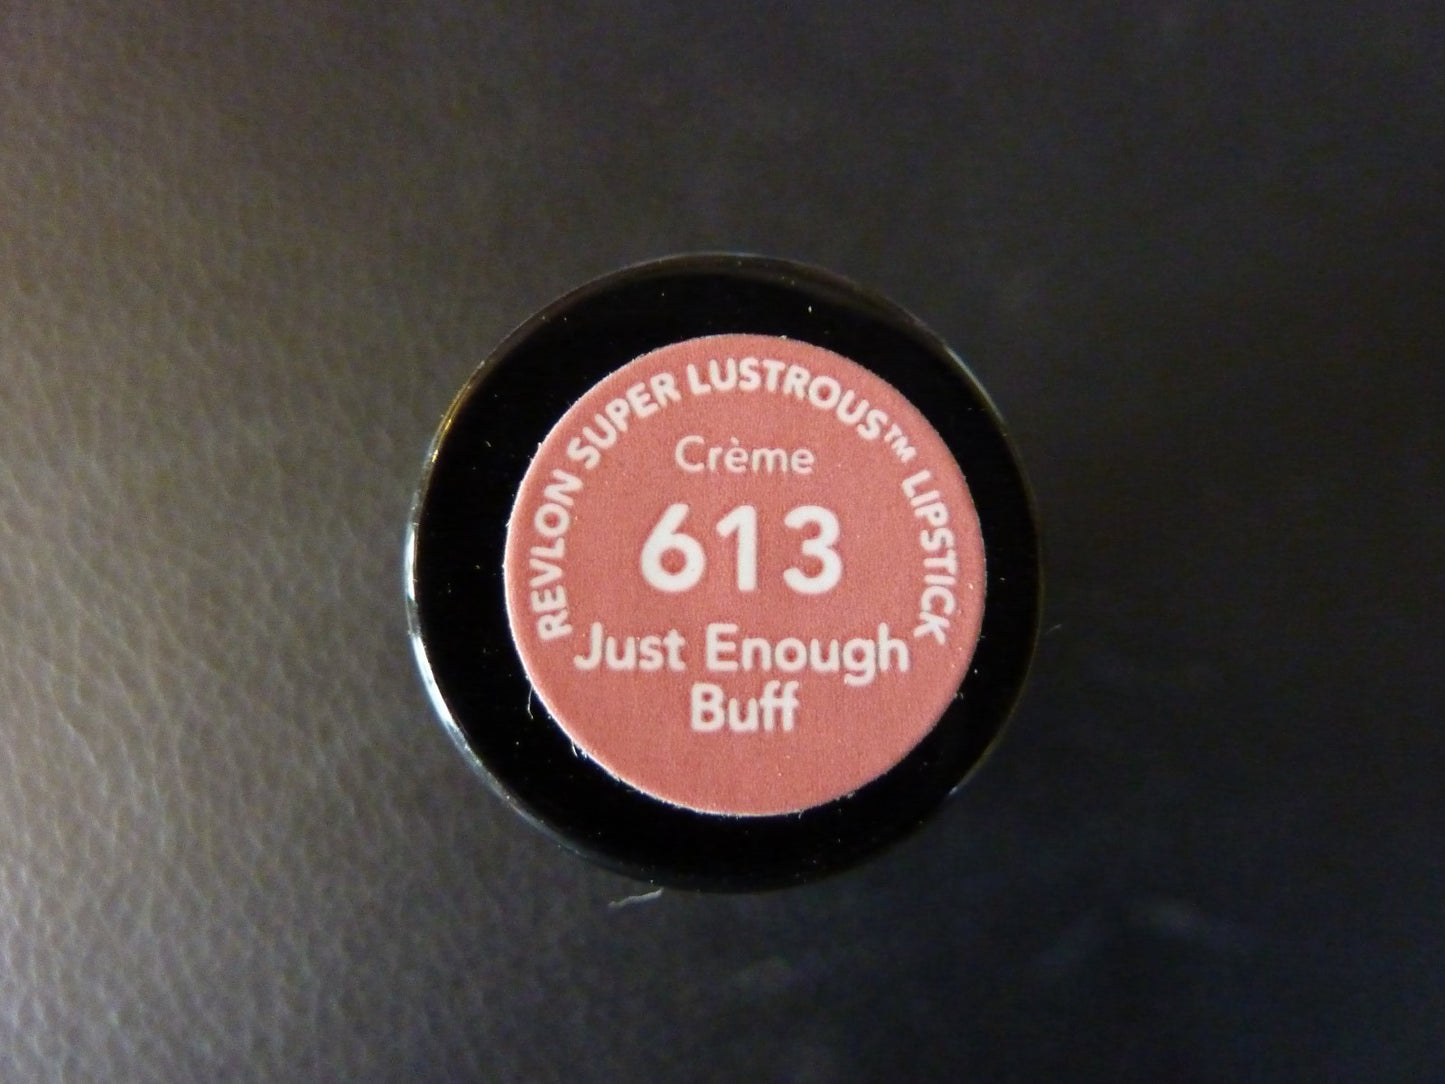 REVLON SUPER LUSTROUS™ LIPSTICK
Crème
613
Just Enough
Buff